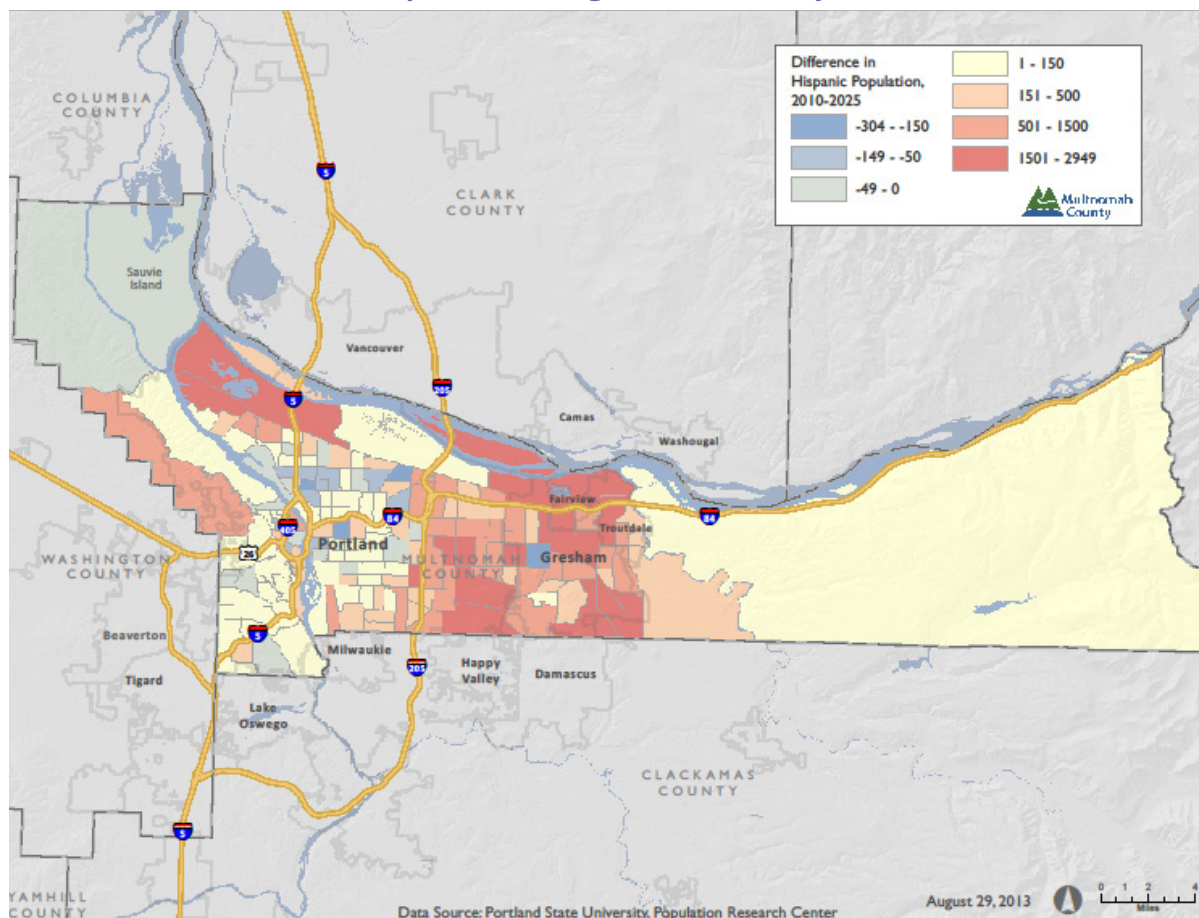 Difference in
Hispanic Population,
2010-2025
-304 - -150
-149 - -50
-49 - 0
1 - 150
151 - 500
501 - 1500
1501 - 2949
Multnomah
County
COLUMBIA
COUNTY
CLARK
COUNTY
5
Sauvie
Island
Vancouver
205
5
Camas
Washougal
Fairview
84
84
Troutdale
405
26
Portland
MULTNOMAH
COUNTY
Gresham
WASHINGTON
COUNTY
Beaverton
5
Milwaukie
205
Happy
Valley
Damascus
Tigard
Lake
Oswego
CLACKAMAS
COUNTY
5
YAMHILL
COUNTY
August 29, 2013
0 1 2 4
Miles
Data Source: Portland State University, Population Research Center